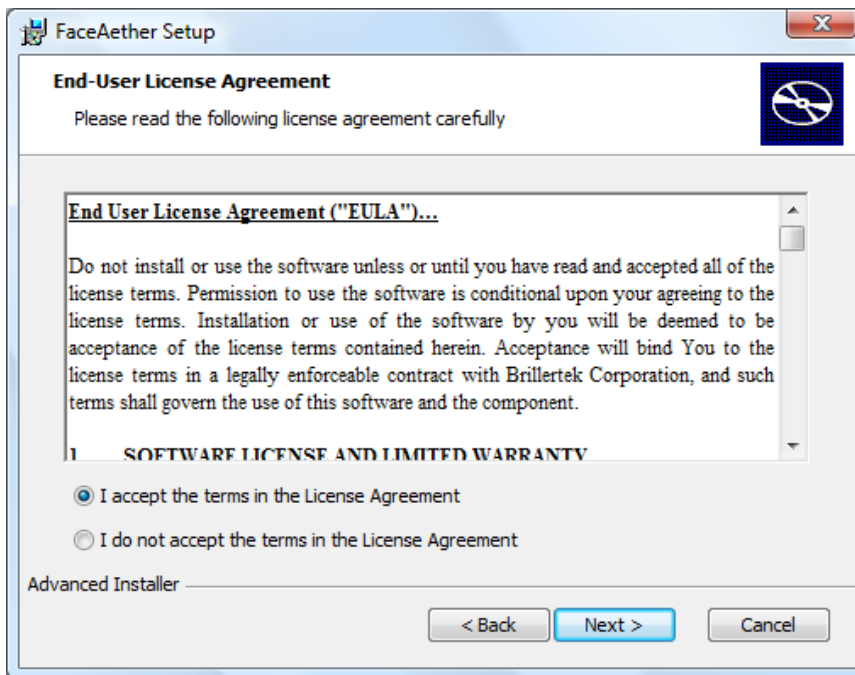 FaceAether Setup
End-User License Agreement
Please read the following license agreement carefully
End User License Agreement ("EULA")...
Do not install or use the software unless or until you have read and accepted all of the
license terms. Permission to use the software is conditional upon your agreeing to the
license terms. Installation or use of the software by you will be deemed to be
acceptance of the license terms contained herein. Acceptance will bind You to the
license terms in a legally enforceable contract with Brillertek Corporation, and such
terms shall govern the use of this software and the component.
1 SOFTWARE LICENSE AND LIMITED WARRANTY
I accept the terms in the License Agreement
I do not accept the terms in the License Agreement
Advanced Installer
< Back Next > Cancel